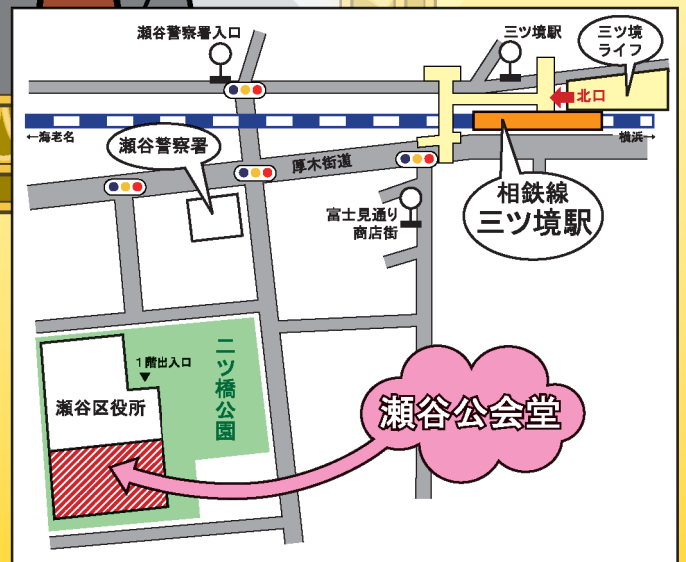 瀬谷警察署入口
三ツ境駅
三ツ境
ライフ
北口
←海老名
横浜→
瀬谷警察署
厚木街道
相鉄線
三ツ境駅
富士見通り
商店街
二ツ橋公園
1階出入口
瀬谷区役所
瀬谷公会堂